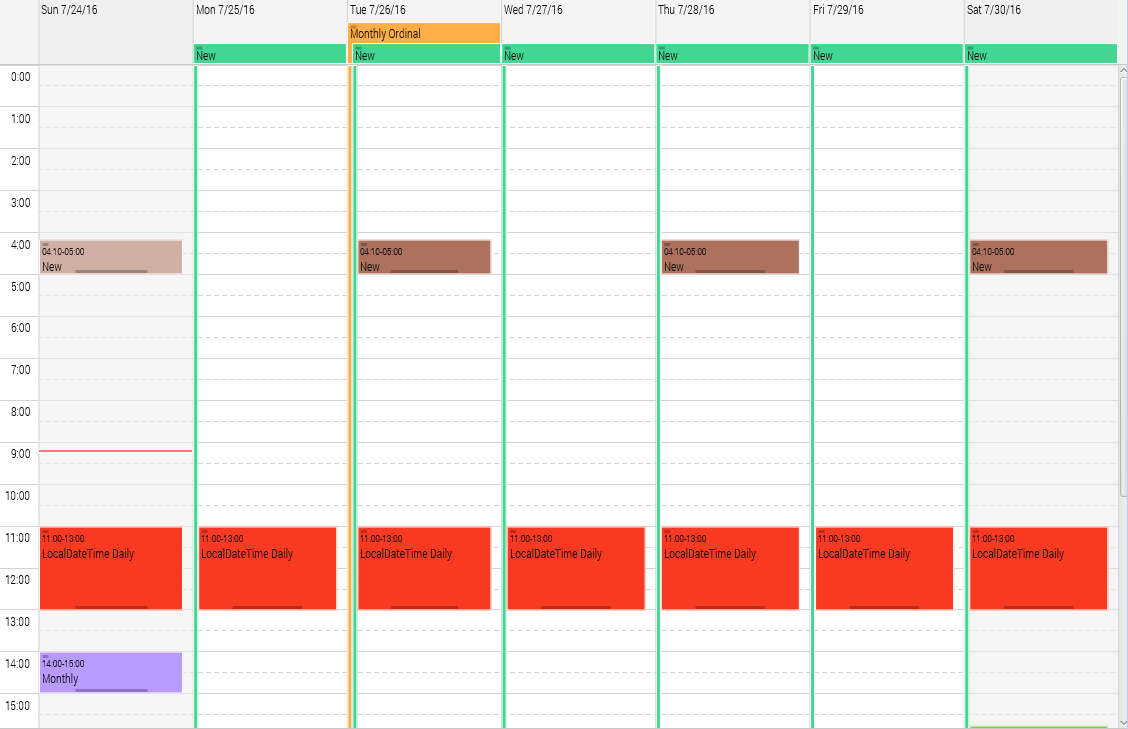 Sun 7/24/16 Mon 7/25/16 Tue 7/26/16 Wed 7/27/16 Thu 7/28/16 Fri 7/29/16 Sat 7/30/16
Monthly Ordinal
New New New New New New
0:00
1:00
2:00
3:00
4:00
04:10-05:00 04:10-05:00 04:10-05:00 04:10-05:00
New New New New
5:00
6:00
7:00
8:00
9:00
10:00
11:00
11:00-13:00 11:00-13:00 11:00-13:00 11:00-13:00 11:00-13:00 11:00-13:00 11:00-13:00
LocalDateTime Daily LocalDateTime Daily LocalDateTime Daily LocalDateTime Daily LocalDateTime Daily LocalDateTime Daily LocalDateTime Daily
12:00
13:00
14:00
14:00-15:00
Monthly
15:00